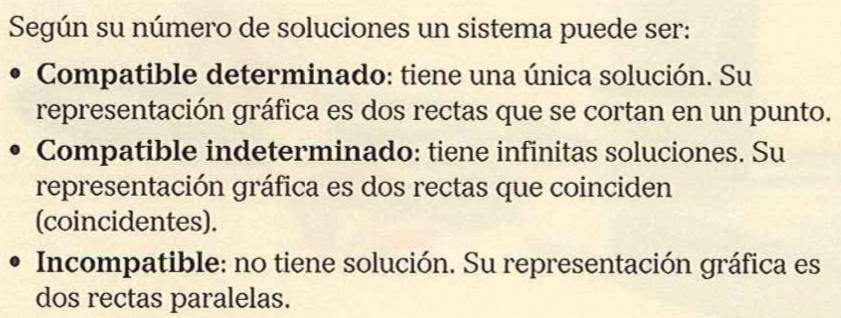 Según su número de soluciones un sistema puede ser:
• Compatible determinado: tiene una única solución. Su
representación gráfica es dos rectas que se cortan en un punto.
• Compatible indeterminado: tiene infinitas soluciones. Su
representación gráfica es dos rectas que coinciden
(coincidentes).
• Incompatible: no tiene solución. Su representación gráfica es
dos rectas paralelas.